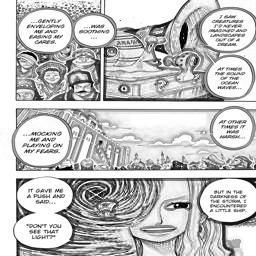 ...GENTLY
ENVELOPING
ME AND
EASING MY
CARES.
...WAS
SOOTHING
...
I SAW
CREATURES
I'D NEVER
IMAGINED AND
LANDSCAPES
OUT OF A
DREAM.
AT TIMES
THE SOUND
OF THE
OCEAN
WAVES...
AT OTHER
TIMES IT
WAS
HARSH...
...MOCKING
ME AND
PLAYING ON
MY FEARS.
IT GAVE ME
A PUSH AND
SAID...
"DON'T YOU
SEE THAT
LIGHT?"
BUT IN THE
DARKNESS OF
THE STORM, I
ENCOUNTERED
A LITTLE SHIP.